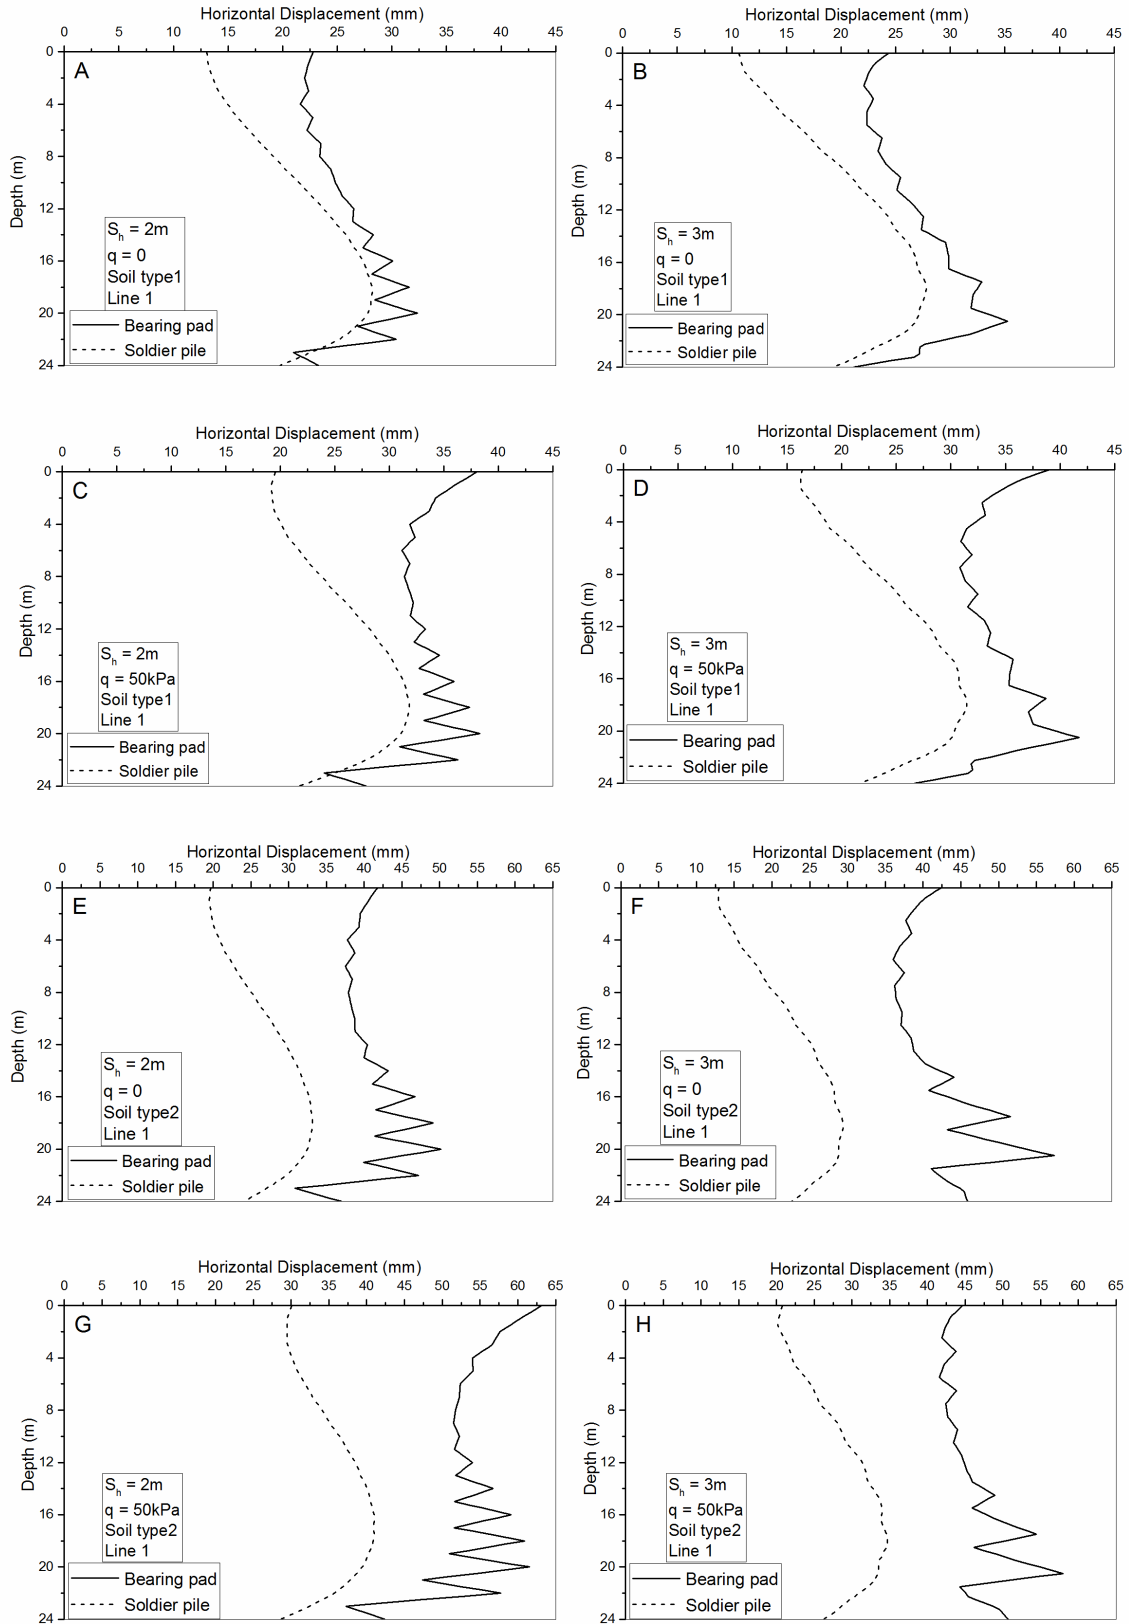 Horizontal Displacement (mm)
0 5 10 15 20 25 30 35 40 45
A
Depth (m)
0
4
8
12
16
20
24
Sh = 2m
q = 0
Soil type1
Line 1
Bearing pad
Soldier pile
Horizontal Displacement (mm)
0 5 10 15 20 25 30 35 40 45
B
Depth (m)
0
4
8
12
16
20
24
Sh = 3m
q = 0
Soil type1
Line 1
Bearing pad
Soldier pile
Horizontal Displacement (mm)
0 5 10 15 20 25 30 35 40 45
C
Depth (m)
0
4
8
12
16
20
24
Sh = 2m
q = 50kPa
Soil type1
Line 1
Bearing pad
Soldier pile
Horizontal Displacement (mm)
0 5 10 15 20 25 30 35 40 45
D
Depth (m)
0
4
8
12
16
20
24
Sh = 3m
q = 50kPa
Soil type1
Line 1
Bearing pad
Soldier pile
Horizontal Displacement (mm)
0 5 10 15 20 25 30 35 40 45 50 55 60 65
E
Depth (m)
0
4
8
12
16
20
24
Sh = 2m
q = 0
Soil type2
Line 1
Bearing pad
Soldier pile
Horizontal Displacement (mm)
0 5 10 15 20 25 30 35 40 45 50 55 60 65
F
Depth (m)
0
4
8
12
16
20
24
Sh = 3m
q = 0
Soil type2
Line 1
Bearing pad
Soldier pile
Horizontal Displacement (mm)
0 5 10 15 20 25 30 35 40 45 50 55 60 65
G
Depth (m)
0
4
8
12
16
20
24
Sh = 2m
q = 50kPa
Soil type2
Line 1
Bearing pad
Soldier pile
Horizontal Displacement (mm)
0 5 10 15 20 25 30 35 40 45 50 55 60 65
H
Depth (m)
0
4
8
12
16
20
24
Sh = 3m
q = 50kPa
Soil type2
Line 1
Bearing pad
Soldier pile